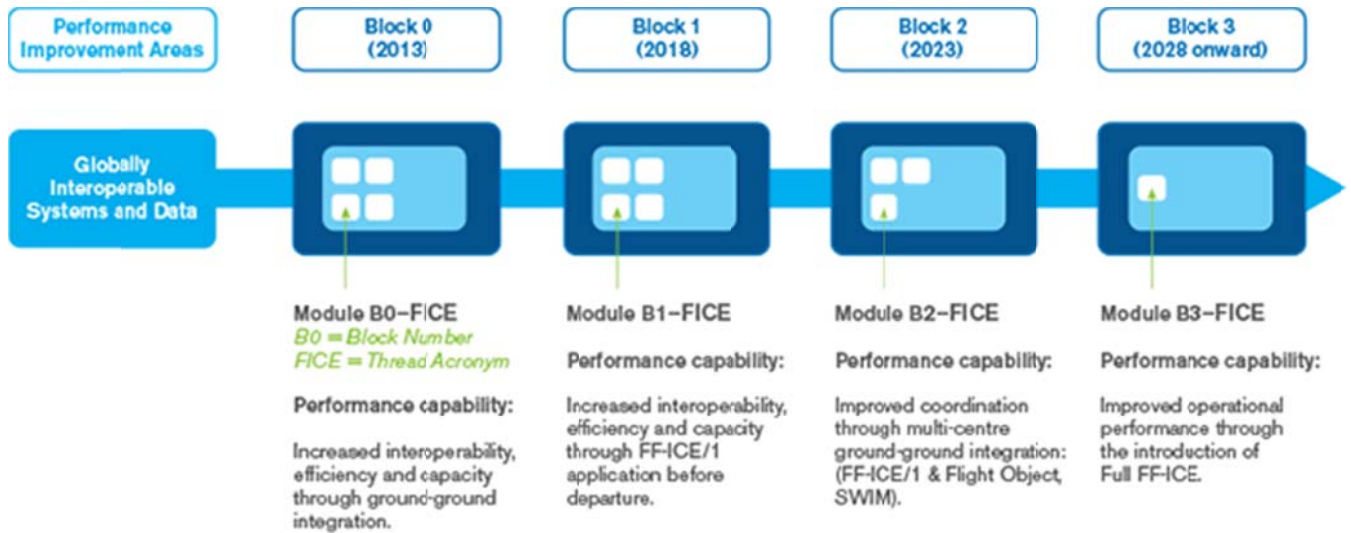 Performance
Improvement Areas
Block 0
(2013)
Block 1
(2018)
Block 2
(2023)
Block 3
(2028 onward)
Globally
Interoperable
Systems and Data
Module B0–FICE
B0 = Block Number
FICE = Thread Acronym
Performance capability:
Increased interoperability,
efficiency and capacity
through ground-ground
integration.
Module B1–FICE
Performance capability:
Increased interoperability,
efficiency and capacity
through FF-ICE/1
application before
departure.
Module B2–FICE
Performance capability:
Improved coordination
through multi-centre
ground-ground integration:
(FF-ICE/1 & Flight Object,
SWIM).
Module B3–FICE
Performance capability:
Improved operational
performance through
the introduction of
Full FF-ICE.